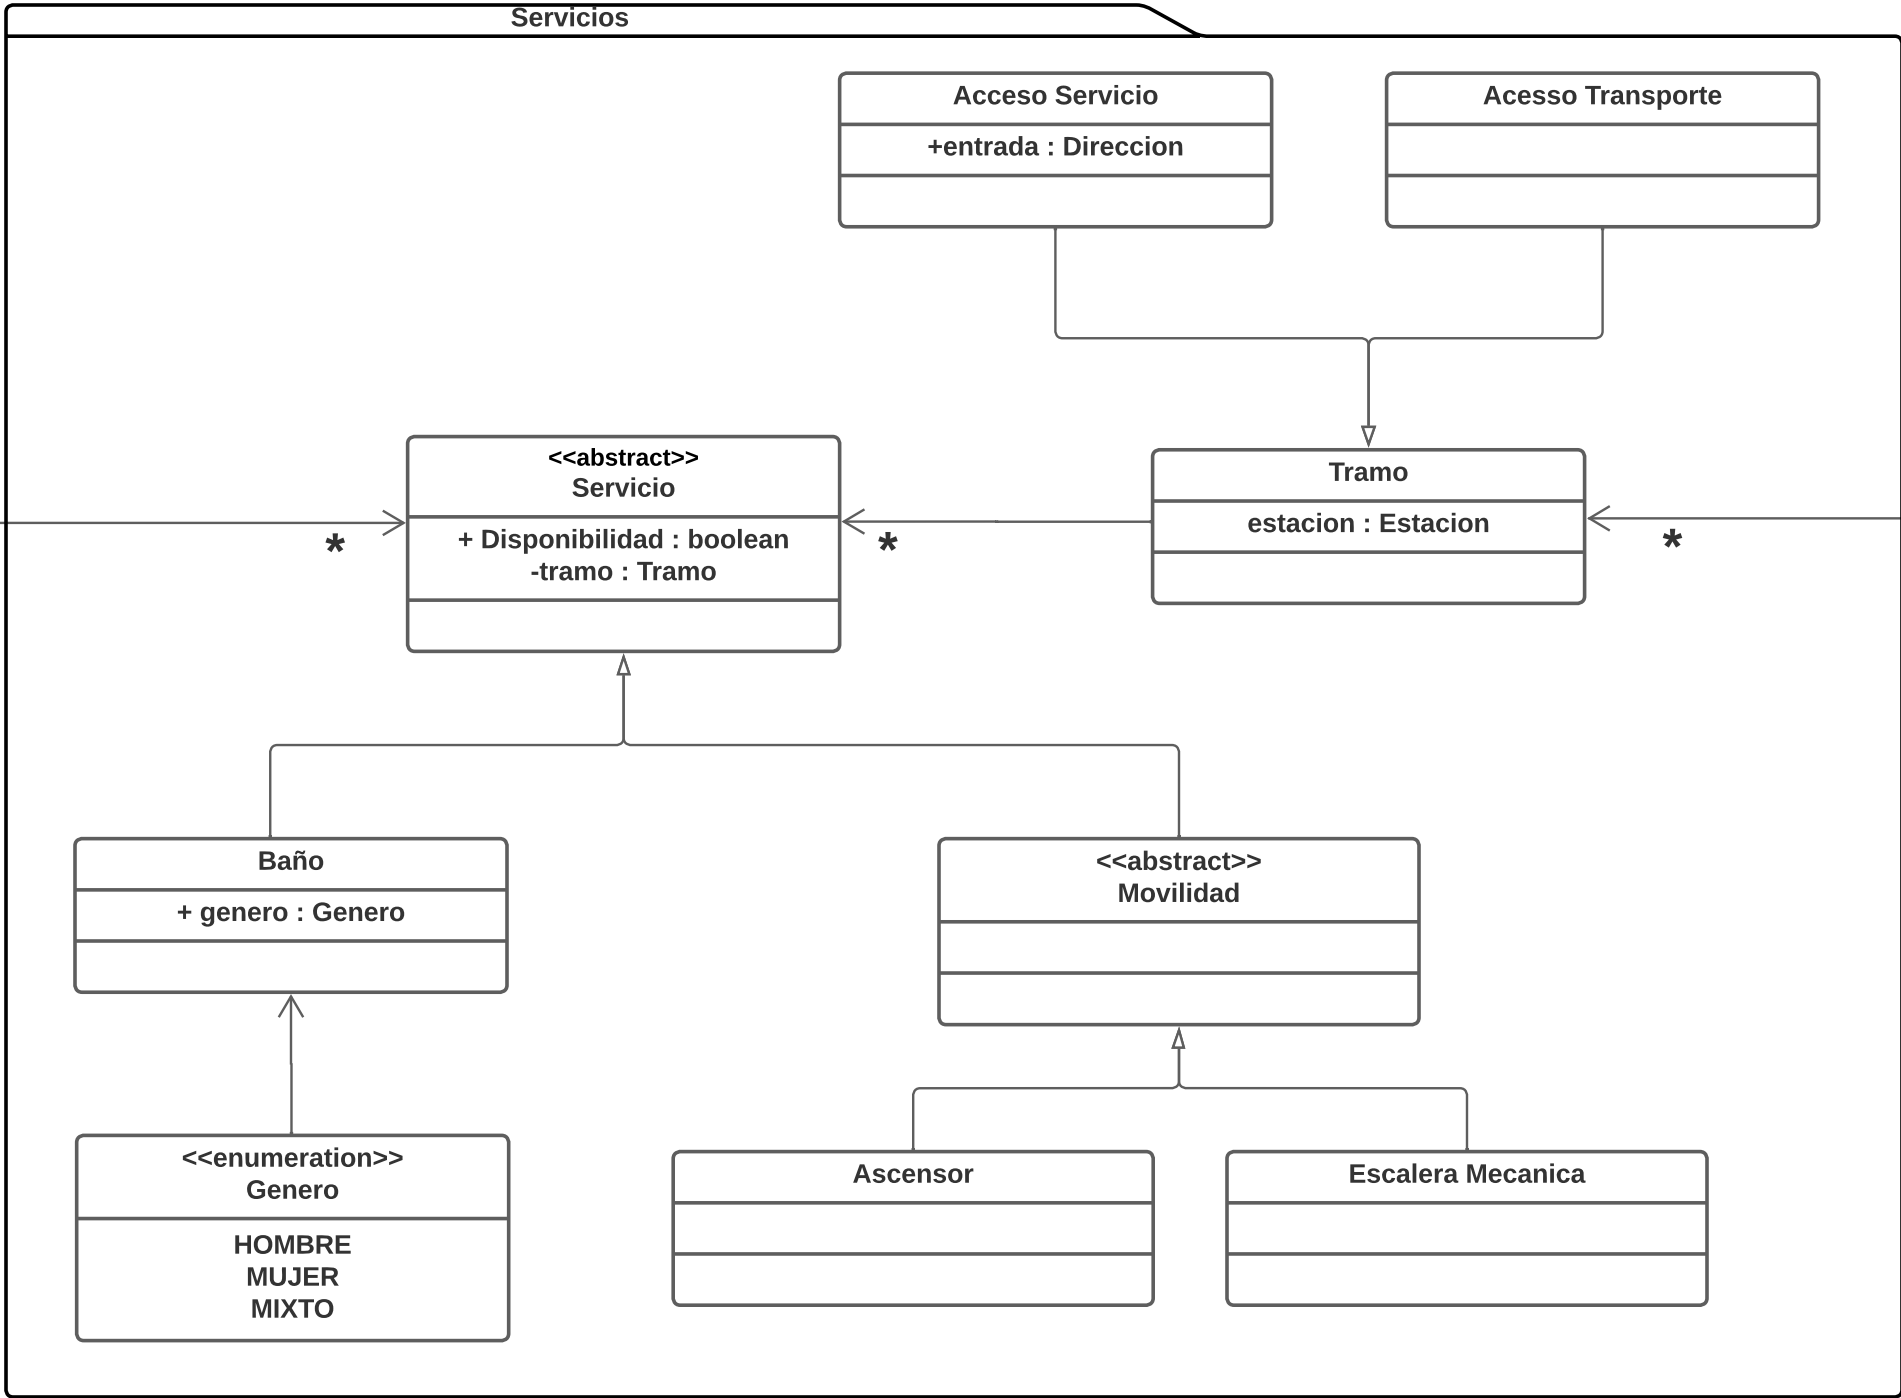 Servicios
Acceso Servicio
+entrada : Direccion
Acesso Transporte
<<abstract>>
Servicio
+ Disponibilidad : boolean
-tramo : Tramo
*
*
Tramo
estacion : Estacion
*
Baño
+ genero : Genero
<<abstract>>
Movilidad
<<enumeration>>
Genero
HOMBRE
MUJER
MIXTO
Ascensor
Escalera Mecanica